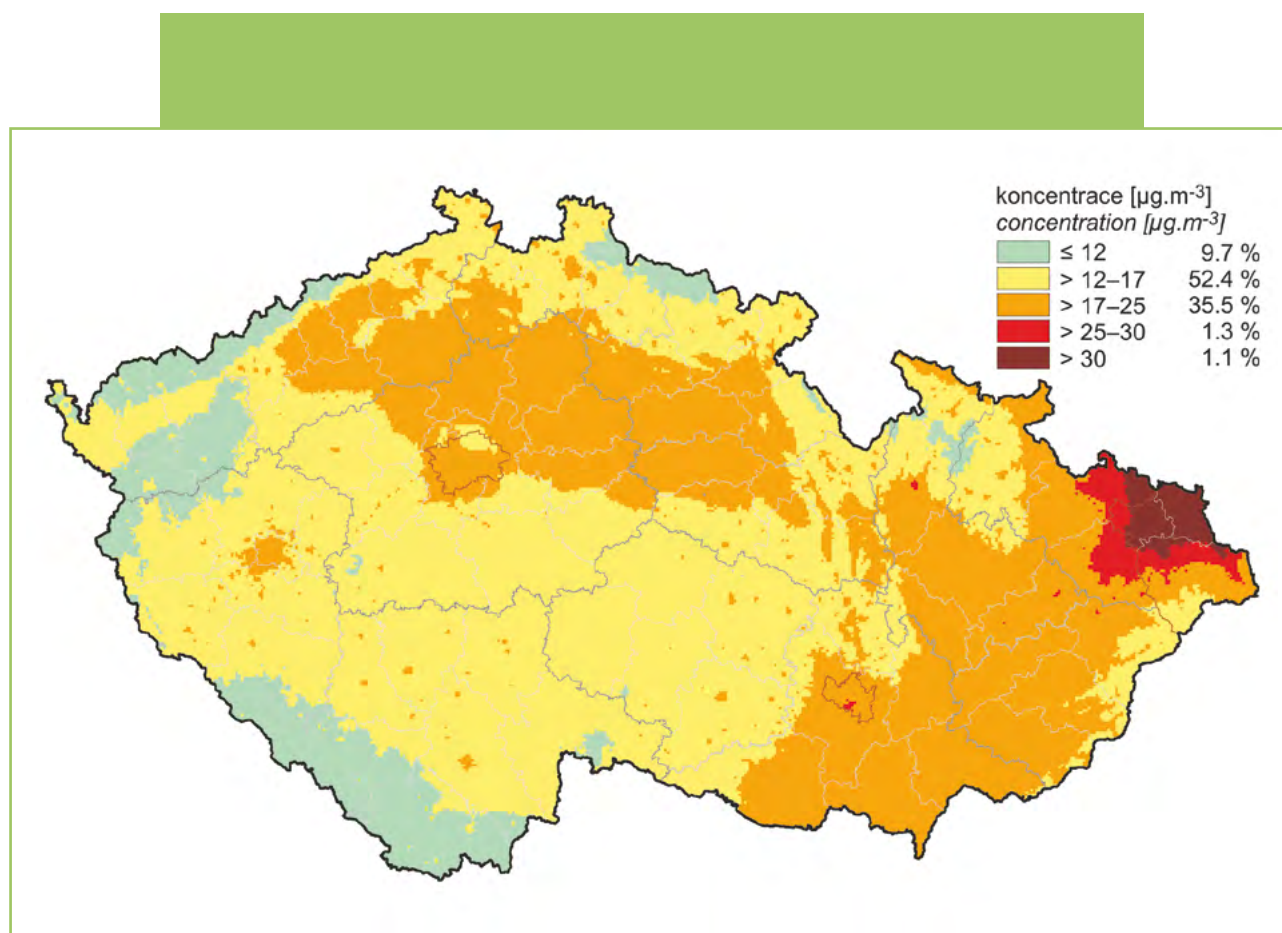 koncentrace [µg.m-3]
concentration [µg.m-3]
≤ 12 9.7 %
> 12–17 52.4 %
> 17–25 35.5 %
> 25–30 1.3 %
> 30 1.1 %